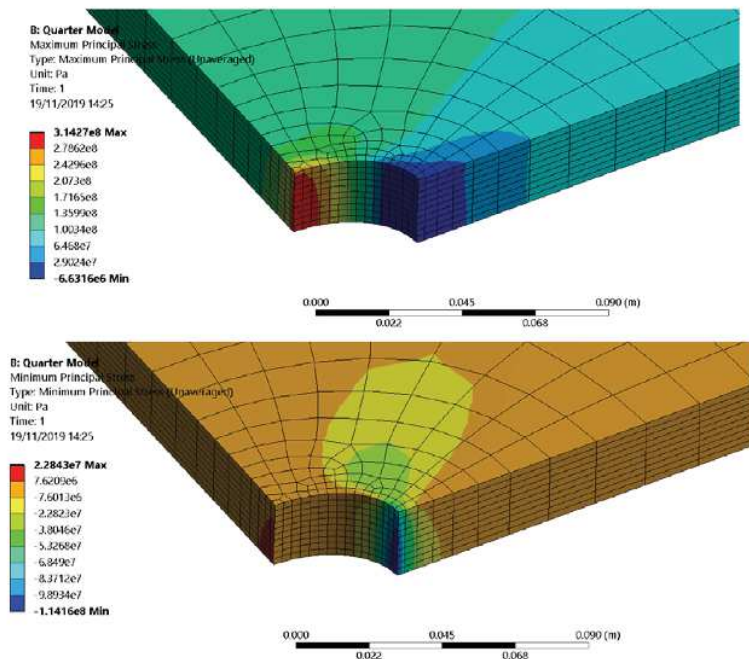 B: Quarter Model
Maximum Principal Stress
Type: Maximum Principal Stress (Unaveraged)
Unit: Pa
Time: 1
19/11/2019 14:25
3.1427e8 Max
2.7862e8
2.4296e8
2.073e8
1.7165e8
1.3599e8
1.0034e8
6.468e7
2.9024e7
-6.6316e6 Min
0.000 0.045 0.090 (m)
0.022 0.068
B: Quarter Model
Minimum Principal Stress
Type: Minimum Principal Stress (Unaveraged)
Unit: Pa
Time: 1
19/11/2019 14:25
2.2843e7 Max
7.6209e6
-7.6013e6
-2.2823e7
-3.8046e7
-5.3268e7
-6.849e7
-8.3712e7
-9.8934e7
-1.1416e8 Min
0.000 0.045 0.090 (m)
0.022 0.068